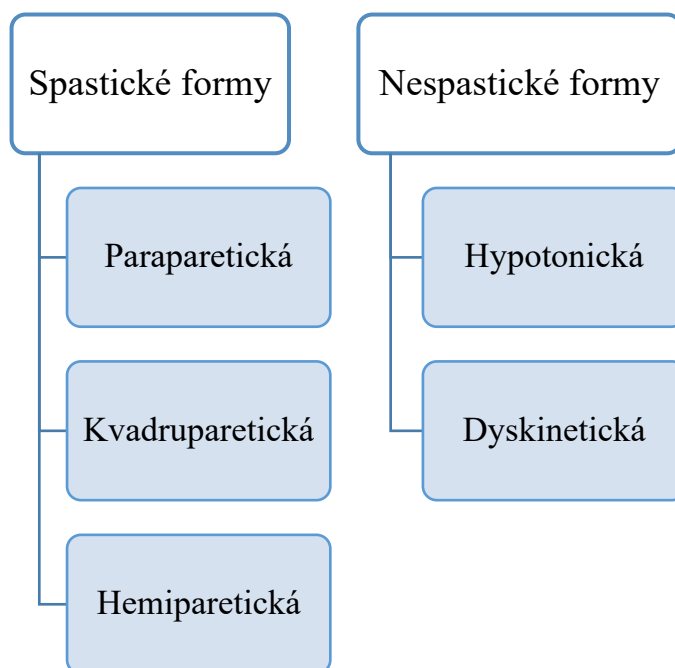 Spastické formy
Paraparetická
Kvadruparetická
Hemiparetická
Nespastické formy
Hypotonická
Dyskinetická